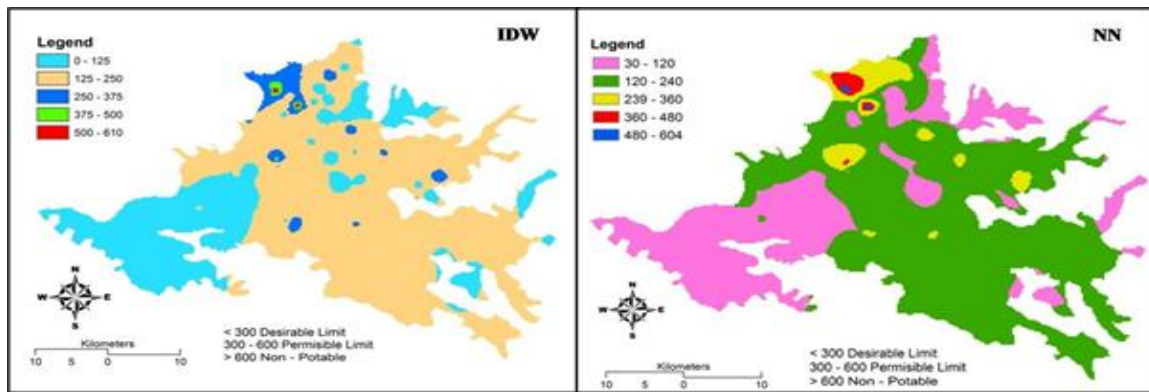 IDW
Legend
0 - 125
125 - 250
250 - 375
375 - 500
500 - 610
N
W E
S
Kilometers
10 5 0 10
< 300 Desirable Limit
300 - 600 Permisible Limit
> 600 Non - Potable
NN
Legend
30 - 120
120 - 240
239 - 360
360 - 480
480 - 604
N
W E
S
Kilometers
10 5 0 10
< 300 Desirable Limit
300 - 600 Permisible Limit
> 600 Non - Potable